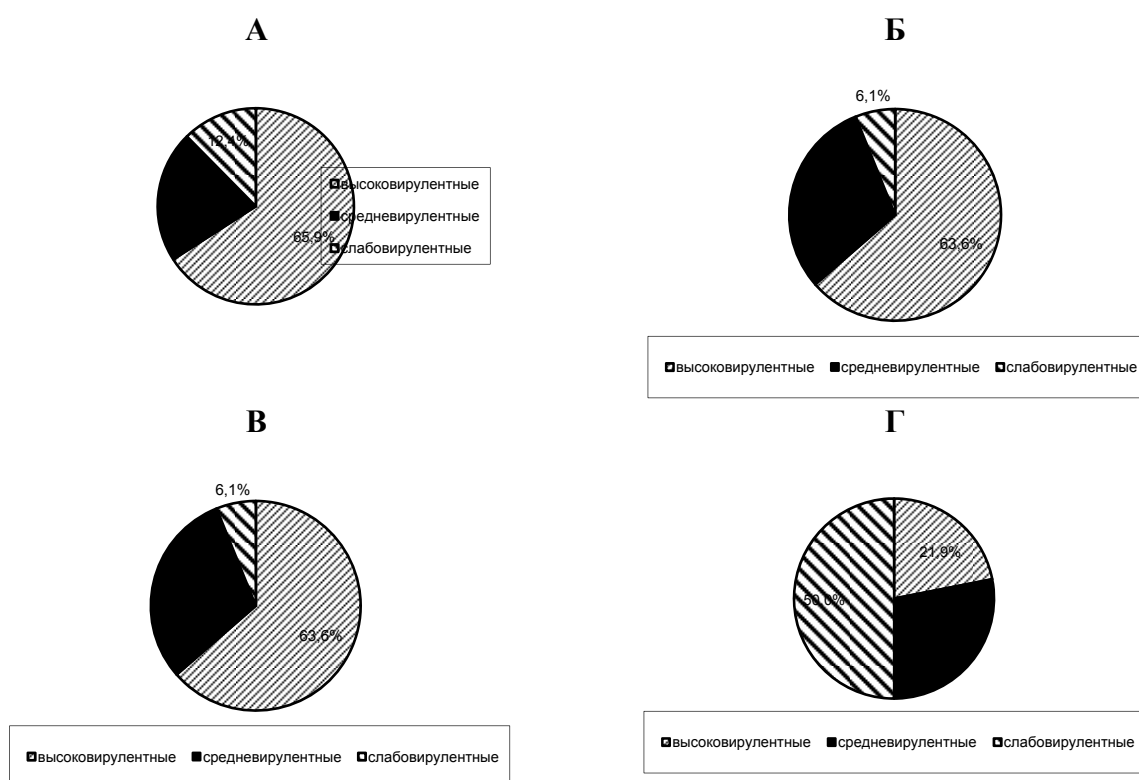 А
Б
12,4%
65,9%
высоковирулентные
средневирулентные
слабовирулентные
6,1%
63,6%
высоковирулентные средневирулентные слабовирулентные
В
Г
6,1%
63,6%
высоковирулентные средневирулентные слабовирулентные
21,9%
50,0%
высоковирулентные средневирулентные слабовирулентные